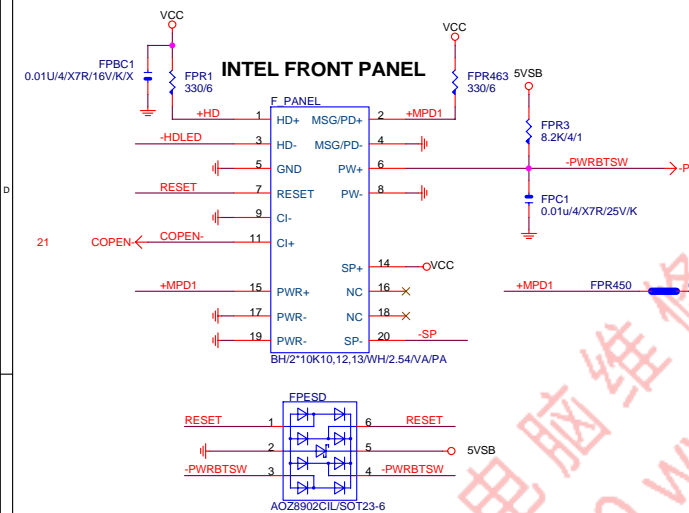 VCC
VCC
FPBC1
0.01U/4/X7R/16V/K/X
FPR1
330/6
INTEL FRONT PANEL
FPR463
330/6
5VSB
F_PANEL
+HD
1
HD+
MSG/PD+
2
+MPD1
FPR3
8.2K/4/1
-HDLED
3
HD-
MSG/PD-
4
5
GND
PW+
6
-PWRBTSW
-P
RESET
7
RESET
PW-
8
FPC1
0.01u/4/X7R/25V/K
D
9
CI-
21
COPEN-
COPEN-
11
CI+
SP+
14
VCC
+MPD1
15
PWR+
NC
16
+MPD1
FPR450
17
PWR-
NC
18
19
PWR-
SP-
20
-SP
BH/2*10K10,12,13/WH/2.54/VA/PA
FPESD
RESET
1
6
RESET
2
5
5VSB
-PWRBTSW
3
4
-PWRBTSW
AOZ8902CIL/SOT23-6
电脑维